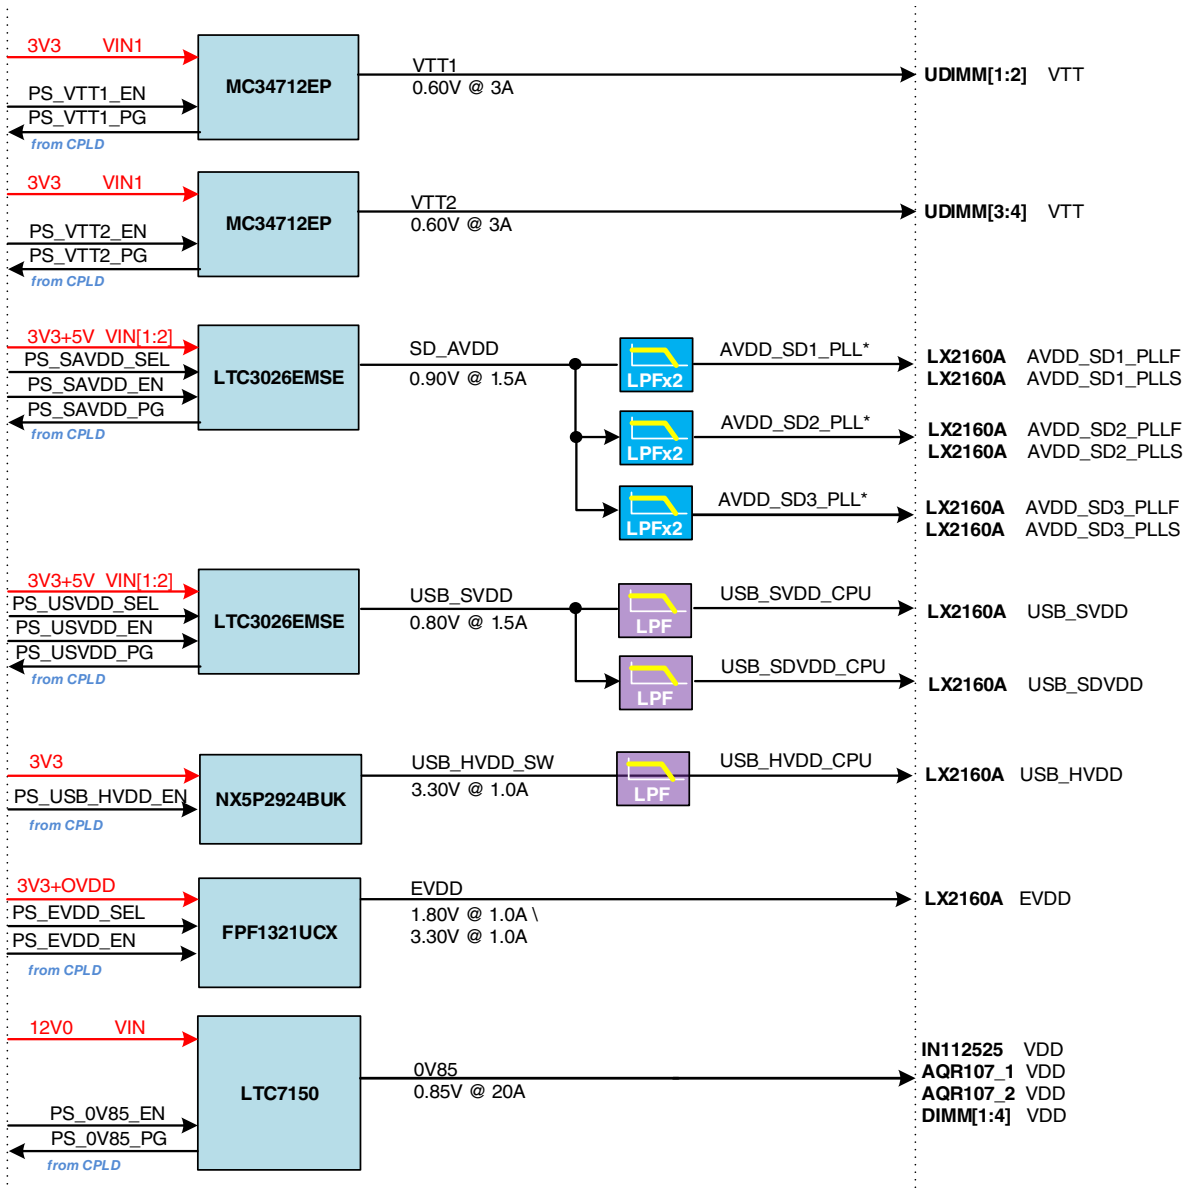 3V3 VIN1
PS_VTT1_EN
PS_VTT1_PG
from CPLD
MC34712EP
VTT1
0.60V @ 3A
UDIMM[1:2] VTT
3V3 VIN1
PS_VTT2_EN
PS_VTT2_PG
from CPLD
MC34712EP
VTT2
0.60V @ 3A
UDIMM[3:4] VTT
3V3+5V VIN[1:2]
PS_SAVDD_SEL
PS_SAVDD_EN
PS_SAVDD_PG
from CPLD
LTC3026EMSE
SD_AVDD
0.90V @ 1.5A
LPFx2
AVDD_SD1_PLL*
LX2160A AVDD_SD1_PLLF
LX2160A AVDD_SD1_PLLS
LPFx2
AVDD_SD2_PLL*
LX2160A AVDD_SD2_PLLF
LX2160A AVDD_SD2_PLLS
LPFx2
AVDD_SD3_PLL*
LX2160A AVDD_SD3_PLLF
LX2160A AVDD_SD3_PLLS
3V3+5V VIN[1:2]
PS_USVDD_SEL
PS_USVDD_EN
PS_USVDD_PG
from CPLD
LTC3026EMSE
USB_SVDD
0.80V @ 1.5A
LPF
USB_SVDD_CPU
LX2160A USB_SVDD
LPF
USB_SDVDD_CPU
LX2160A USB_SDVDD
3V3
PS_USB_HVDD_EN
from CPLD
NX5P2924BUK
USB_HVDD_SW
3.30V @ 1.0A
LPF
USB_HVDD_CPU
LX2160A USB_HVDD
3V3+OVDD
PS_EVDD_SEL
PS_EVDD_EN
from CPLD
FPF1321UCX
EVDD
1.80V @ 1.0A \
3.30V @ 1.0A
LX2160A EVDD
12V0 VIN
PS_0V85_EN
PS_0V85_PG
from CPLD
LTC7150
0V85
0.85V @ 20A
IN112525 VDD
AQR107_1 VDD
AQR107_2 VDD
DIMM[1:4] VDD